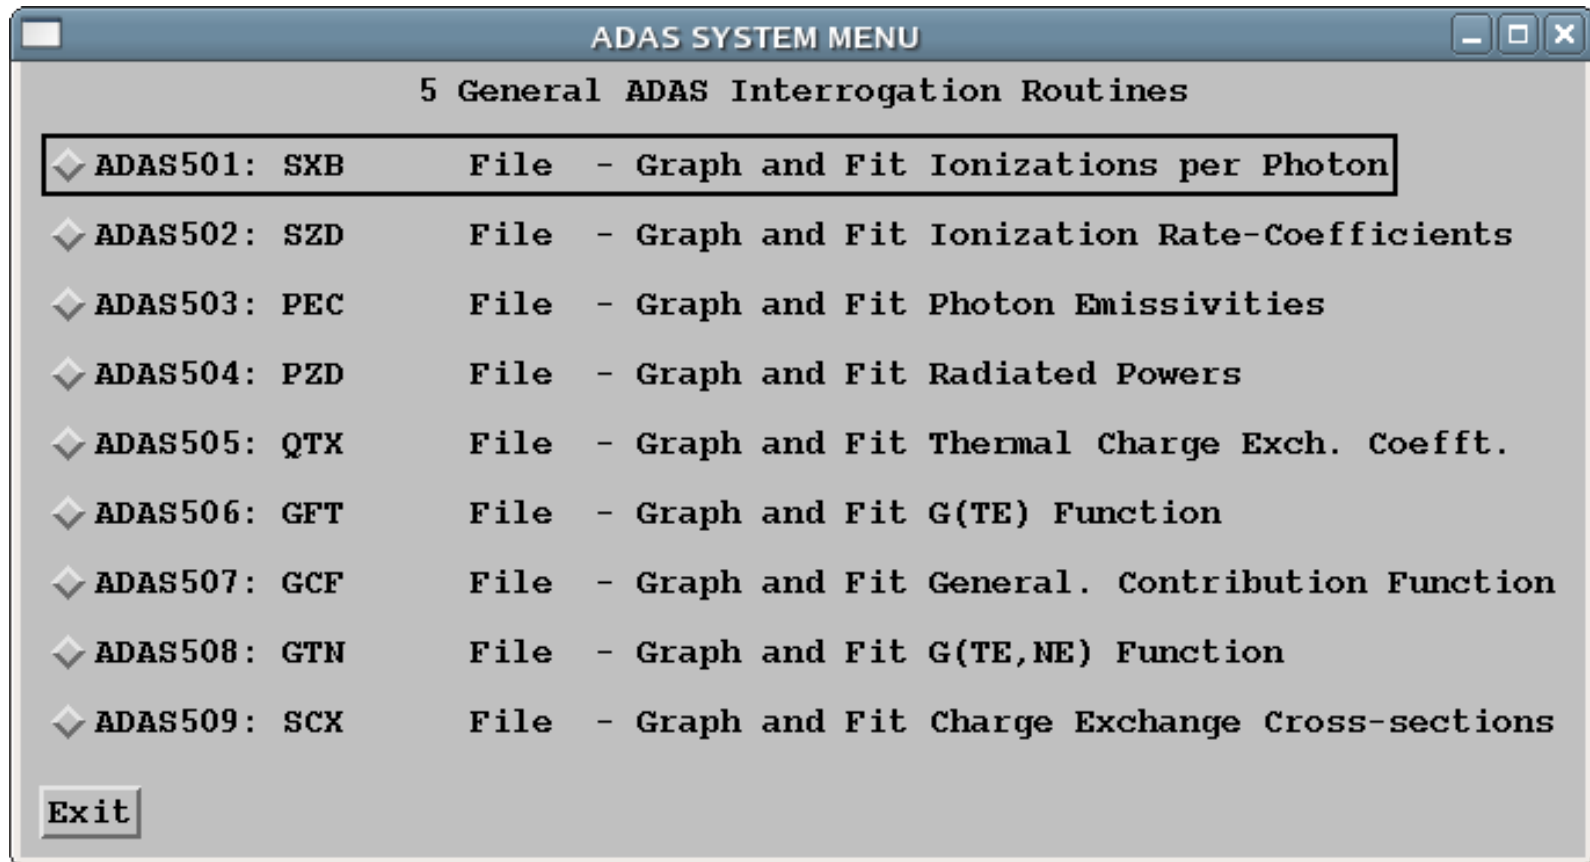 ADAS SYSTEM MENU
5 General ADAS Interrogation Routines
ADAS501: SXB File - Graph and Fit Ionizations per Photon
ADAS502: SZD File - Graph and Fit Ionization Rate-Coefficients
ADAS503: PEC File - Graph and Fit Photon Emissivities
ADAS504: PZD File - Graph and Fit Radiated Powers
ADAS505: QTX File - Graph and Fit Thermal Charge Exch. Coefft.
ADAS506: GFT File - Graph and Fit G(TE) Function
ADAS507: GCF File - Graph and Fit General. Contribution Function
ADAS508: GTN File - Graph and Fit G(TE,NE) Function
ADAS509: SCX File - Graph and Fit Charge Exchange Cross-sections
Exit